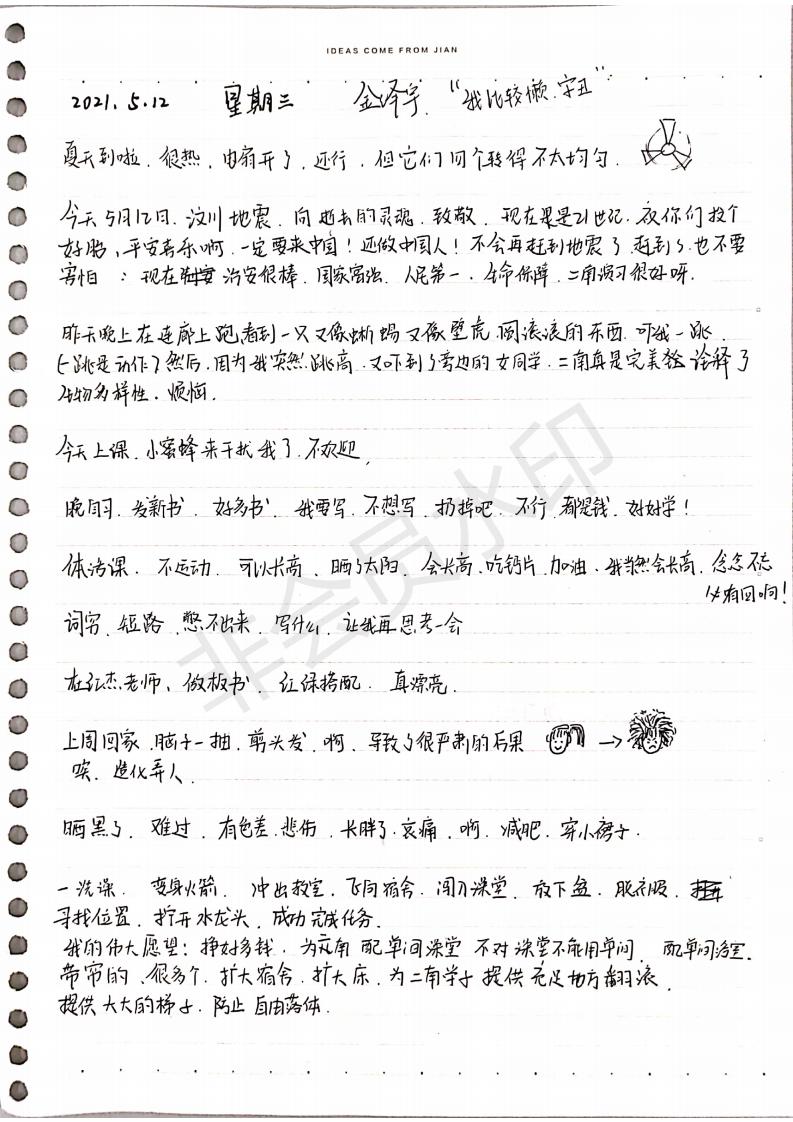 IDEAS COME FROM JIAN
2021.5.12 星期三 金泽宇 “我比较懒.字丑”
夏天到啦.很热.电扇开了.还行.但它们四个转得不太均匀.
今天5月12日.汶川地震.向逝去的灵魂.致敬.现在是21世纪.祝你们投个
好胎,平安喜乐啊.一定要来中国!还做中国人!不会再赶到地震了.赶到了也不要
害怕:现在治安很棒.国家富强.人民第一.生命保障.二南演习很好呀.
昨天晚上在连廊上跑看到一只又像蜥蜴又像壁虎圆滚滚的东西.可我一跳.
(跳是动作)然后.因为我突然跳高.又吓到了旁边的女同学.二南真是完美诠释了
生物多样性.烦恼.
今天上课.小蜜蜂来干扰我了.不欢迎,
晚自习.发新书.好多书.我要写.不想写.扔掉吧.不行.都是钱.好好学!
体活课.不运动.可以长高.晒了太阳.会长高.吃钙片.加油.我当然会长高.念念不忘
必有回响!
词穷.短路.憋不出来.写什么.让我再思考一会
杰老师、做板书.红绿搭配.真漂亮.
上周回家.脑子一抽.剪头发.啊.导致了很严肃的后果 →
唉.造化弄人.
晒黑了.难过.有色差.悲伤.长胖了.哀痛.啊.减肥.穿小裙子.
一洗澡.变身火箭.冲出教室.飞向宿舍.闯入澡堂.放下盆.脱衣服.
寻找位置.拧开水龙头.成功完成任务.
我的伟大愿望:挣好多钱.为二南配单间澡堂不对澡堂不能用单间.配单间浴室.
带帘的.很多个.扩大宿舍.扩大床.为二南学子提供充足地方翻滚.
提供大大的梯子.防止自由落体.
非会员水印